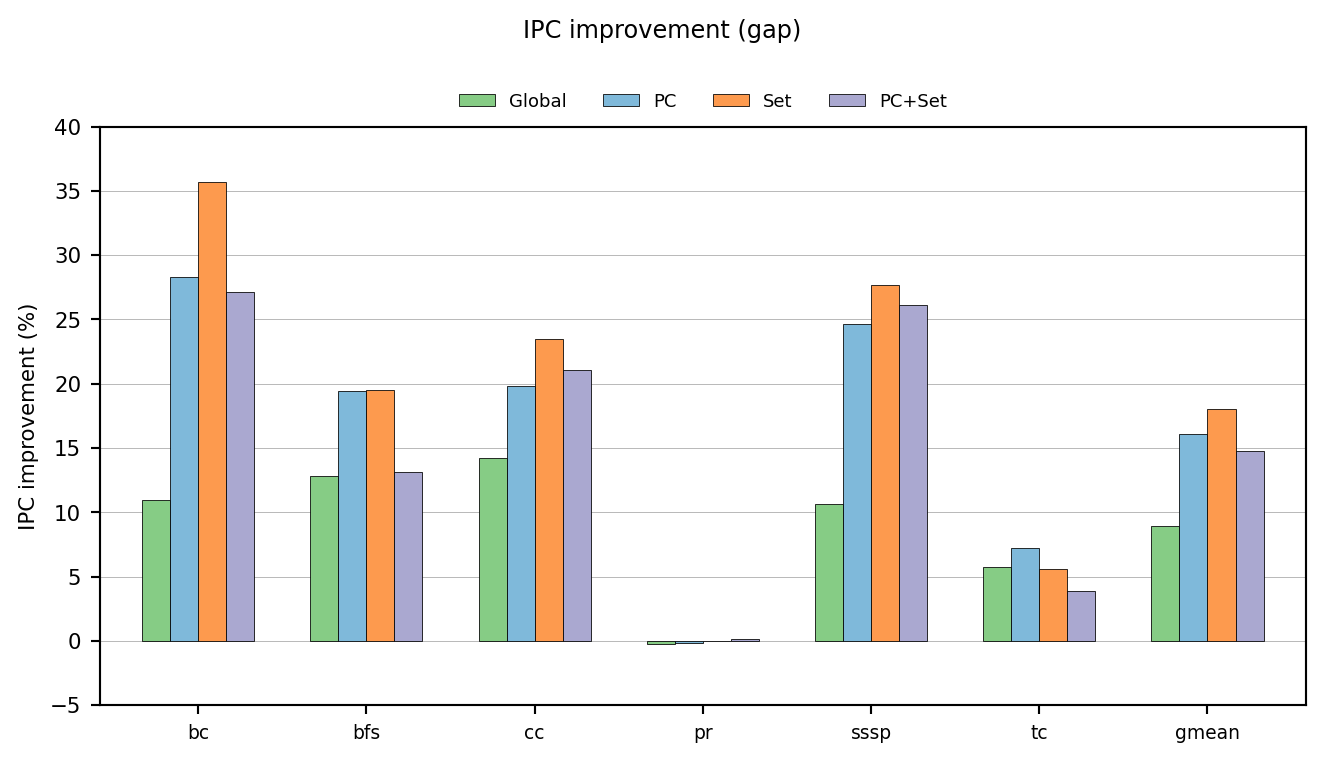 IPC improvement (gap)
Global PC Set PC+Set
IPC improvement (%)
40
35
30
25
20
15
10
5
0
−5
bc bfs cc pr sssp tc gmean